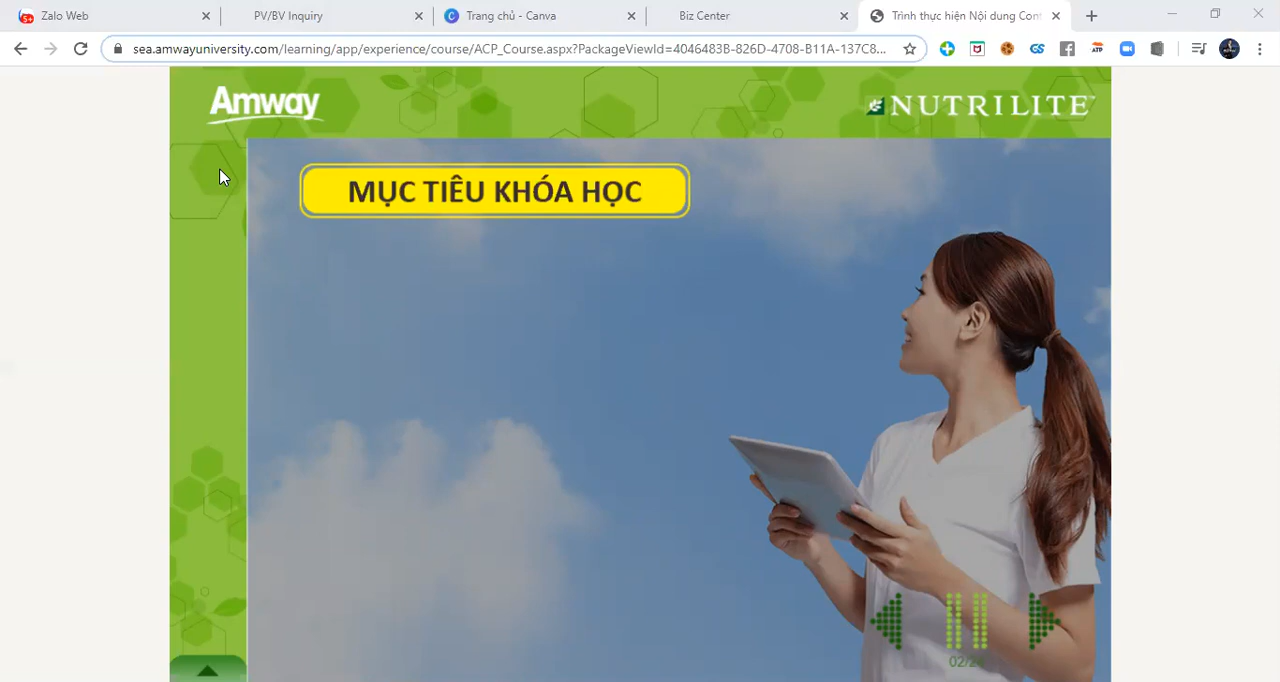 Zalo Web
PV/BV Inquiry
Trang chủ - Canva
Biz Center
Trình thực hiện Nội dung Con
sea.amwayuniversity.com/learning/app/experience/course/ACP_Course.aspx?PackageViewId=4046483B-826D-4708-B11A-137C8...
Amway
NUTRILITE
MỤC TIÊU KHÓA HỌC